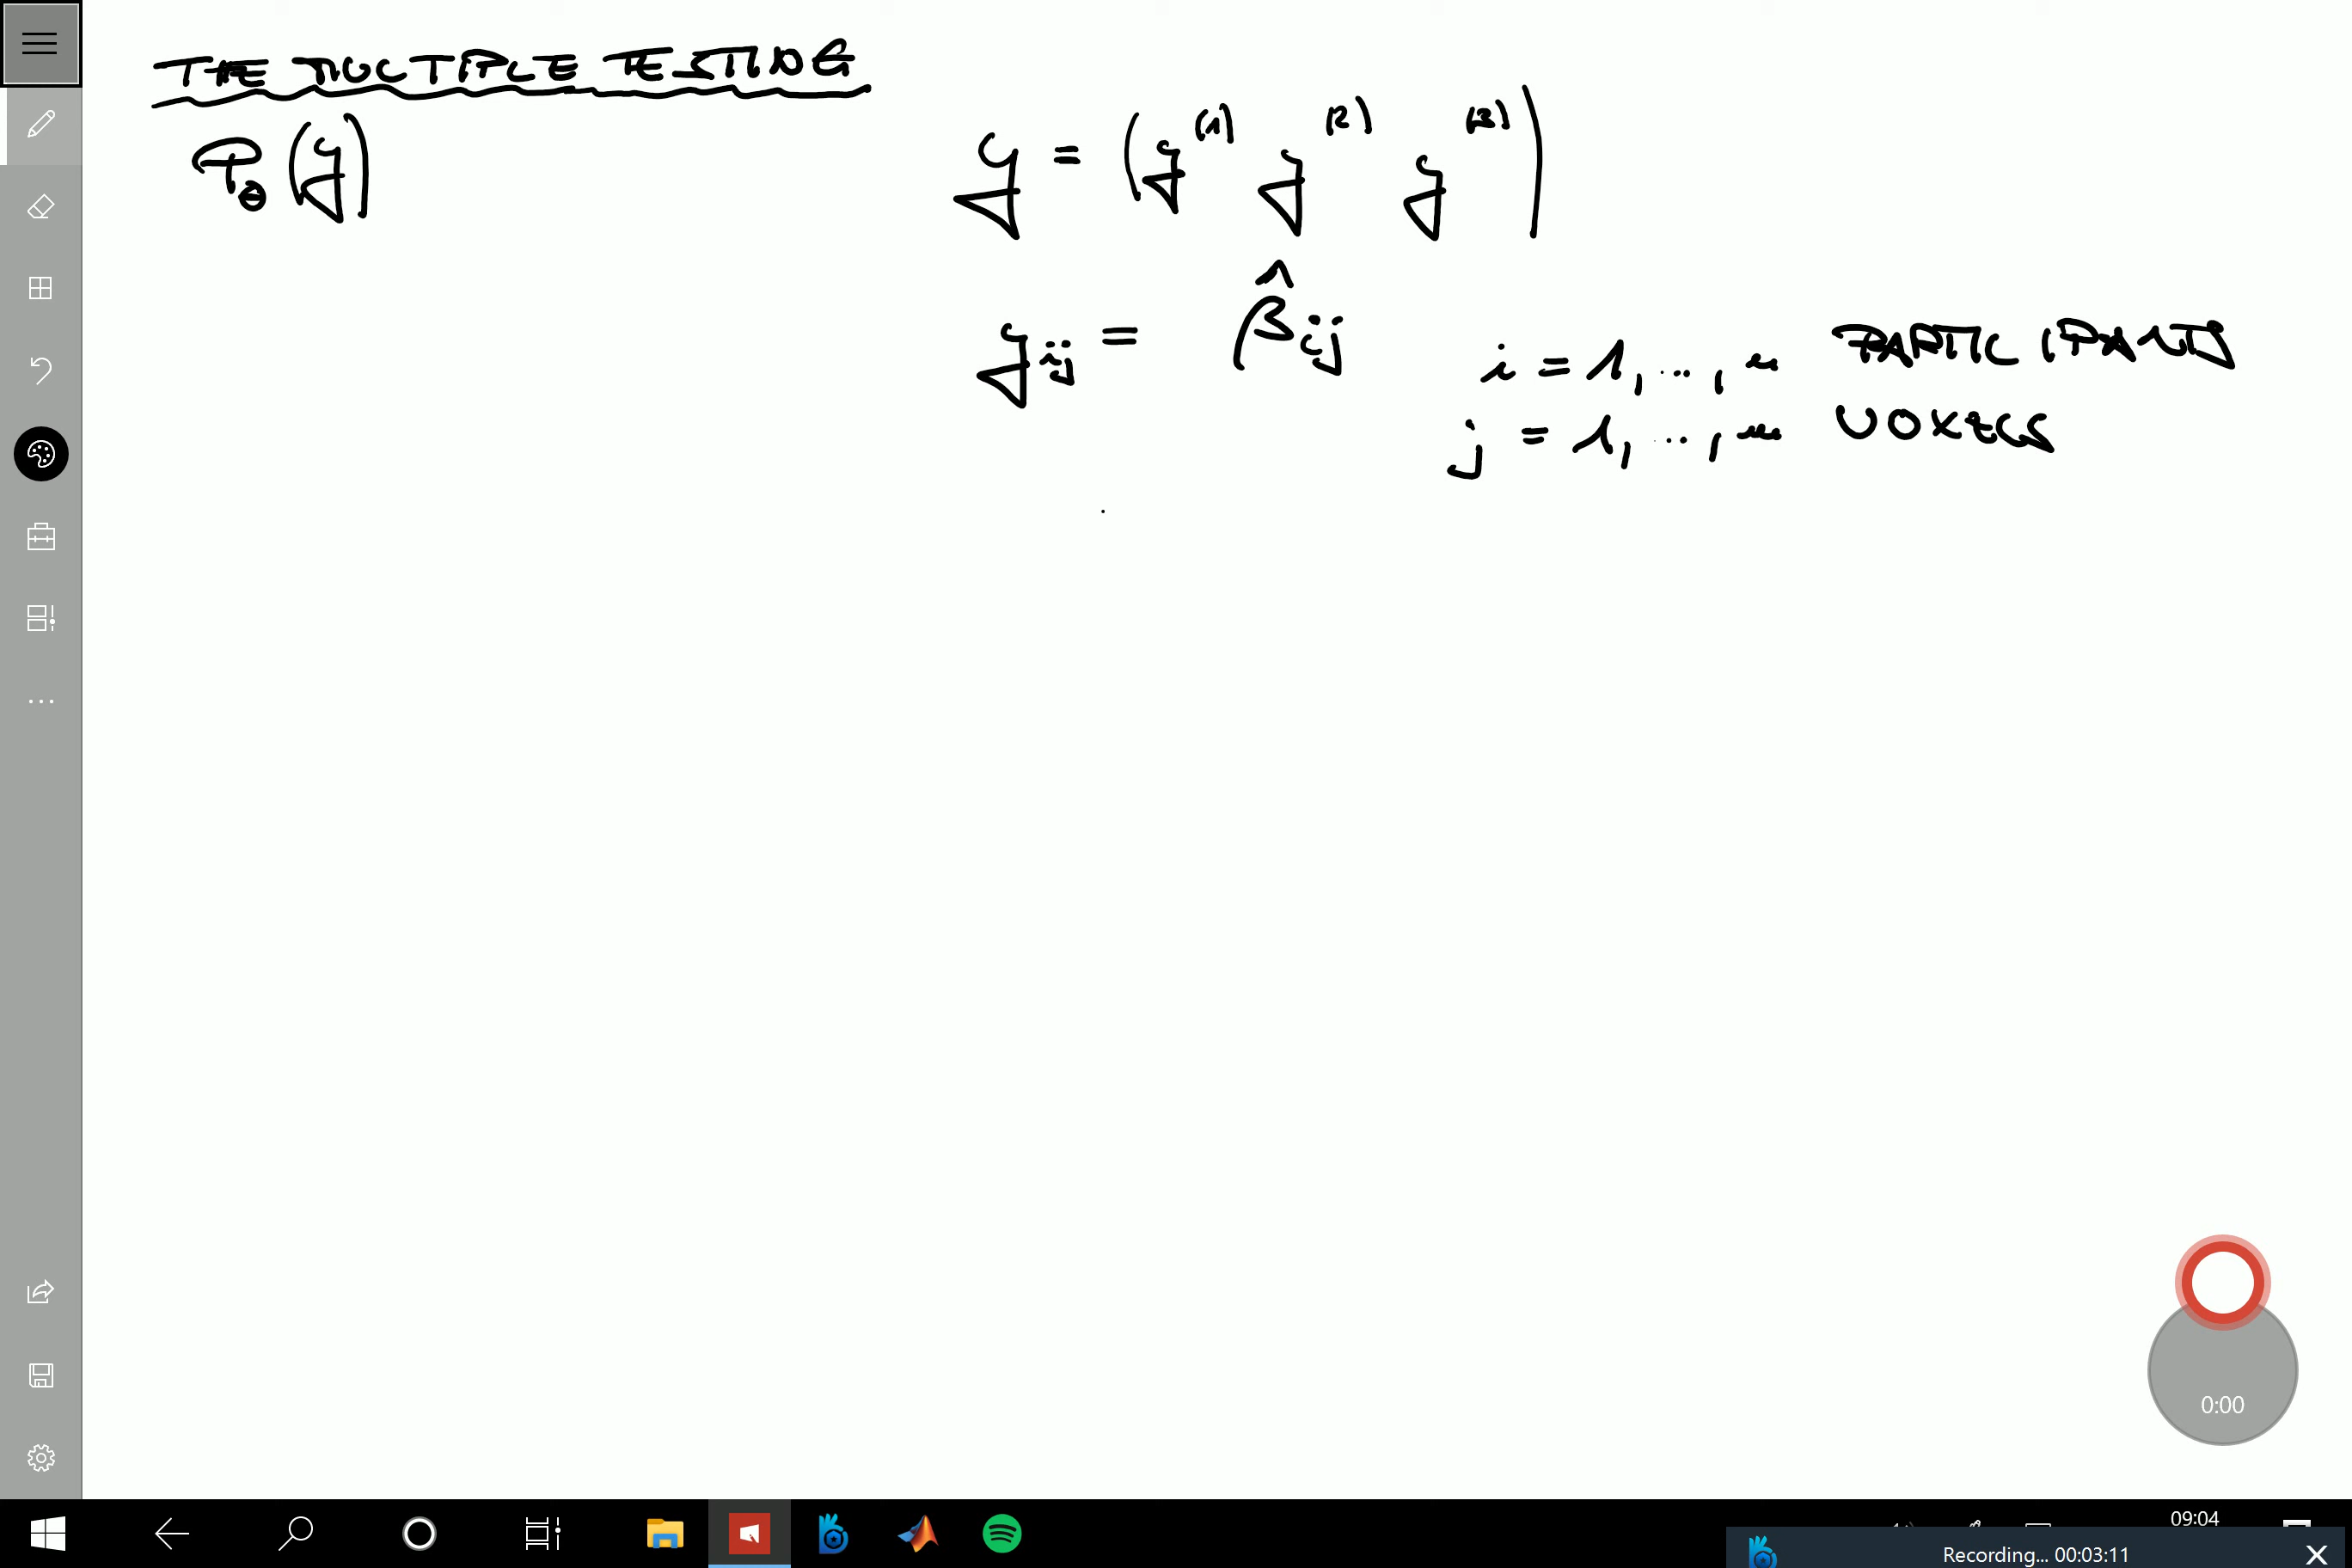 THE MULTIPLE TESTING
P_θ(y)
y = (y^(1) y^(2) y^(3))
y_ij = β̂_ij
i = 1, ..., n PARTICIPANTS
j = 1, ..., m VOXELS
0:00
09:04
Recording... 00:03:11